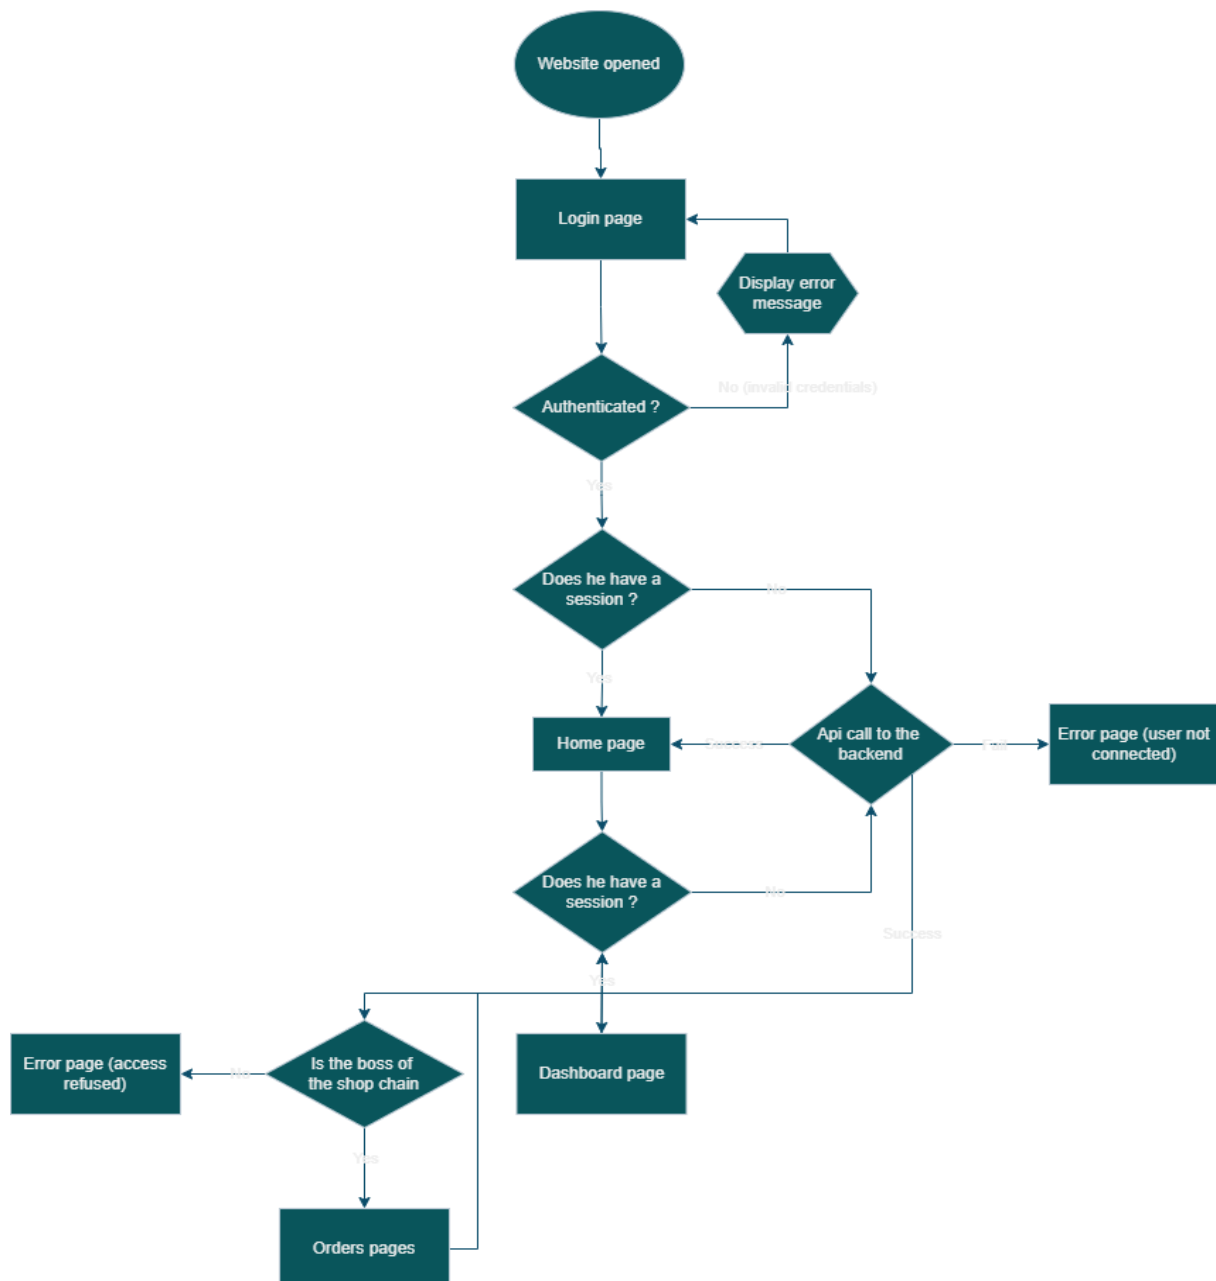 Website opened
Login page
Display error
message
No (invalid credentials)
Authenticated ?
Yes
Does he have a
session ?
No
Yes
Home page
Success
Api call to the
backend
Fail
Error page (user not
connected)
Does he have a
session ?
No
Success
Yes
Error page (access
refused)
No
Is the boss of
the shop chain
Dashboard page
Yes
Orders pages